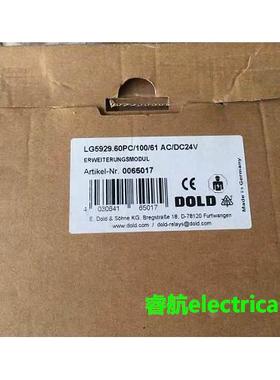 LG5929.60PC/100/61 AC/DC24V
ERWEITERUNGSMODUL
Artikel-Nr. 0065017
Made in Germany
CE
DOLD
4 030841 65017
E. Dold & Söhne KG, Bregstraße 18, D-78120 Furtwangen
www.dold.com / dold-relays@dold.com
睿航electrica